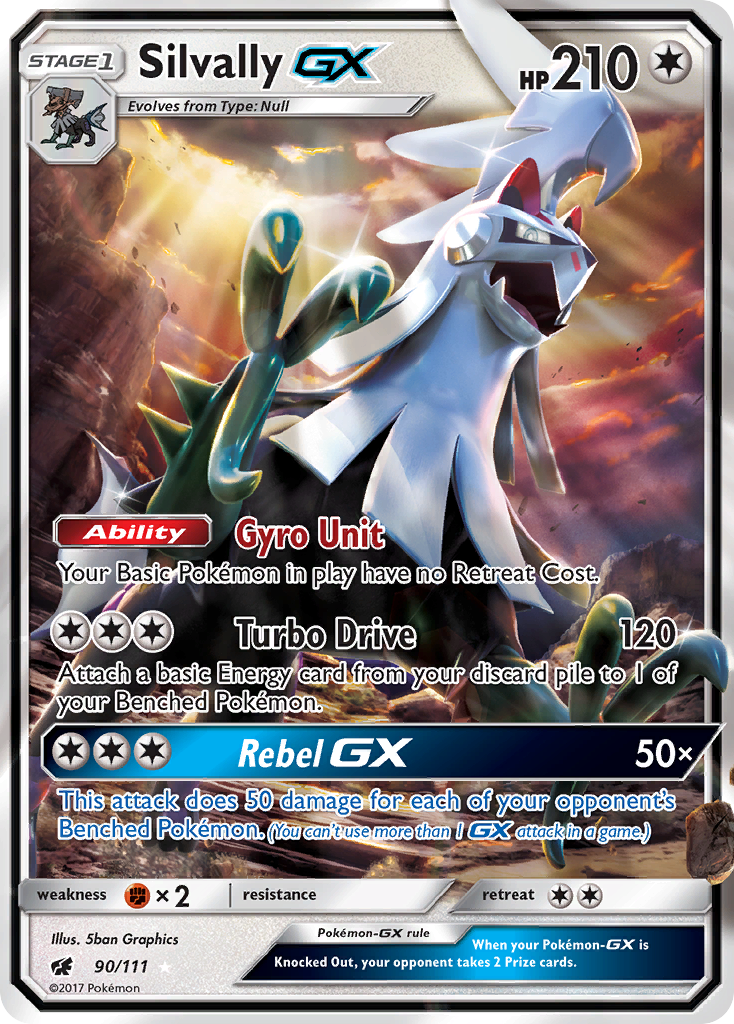 STAGE1
Silvally GX
HP210
Evolves from Type: Null
Ability Gyro Unit
Your Basic Pokémon in play have no Retreat Cost.
Turbo Drive 120
Attach a basic Energy card from your discard pile to 1 of
your Benched Pokémon.
Rebel GX 50×
This attack does 50 damage for each of your opponent's
Benched Pokémon. (You can't use more than 1 GX attack in a game.)
weakness ×2 resistance retreat
Illus. 5ban Graphics
90/111
©2017 Pokémon
Pokémon-GX rule
When your Pokémon-GX is
Knocked Out, your opponent takes 2 Prize cards.